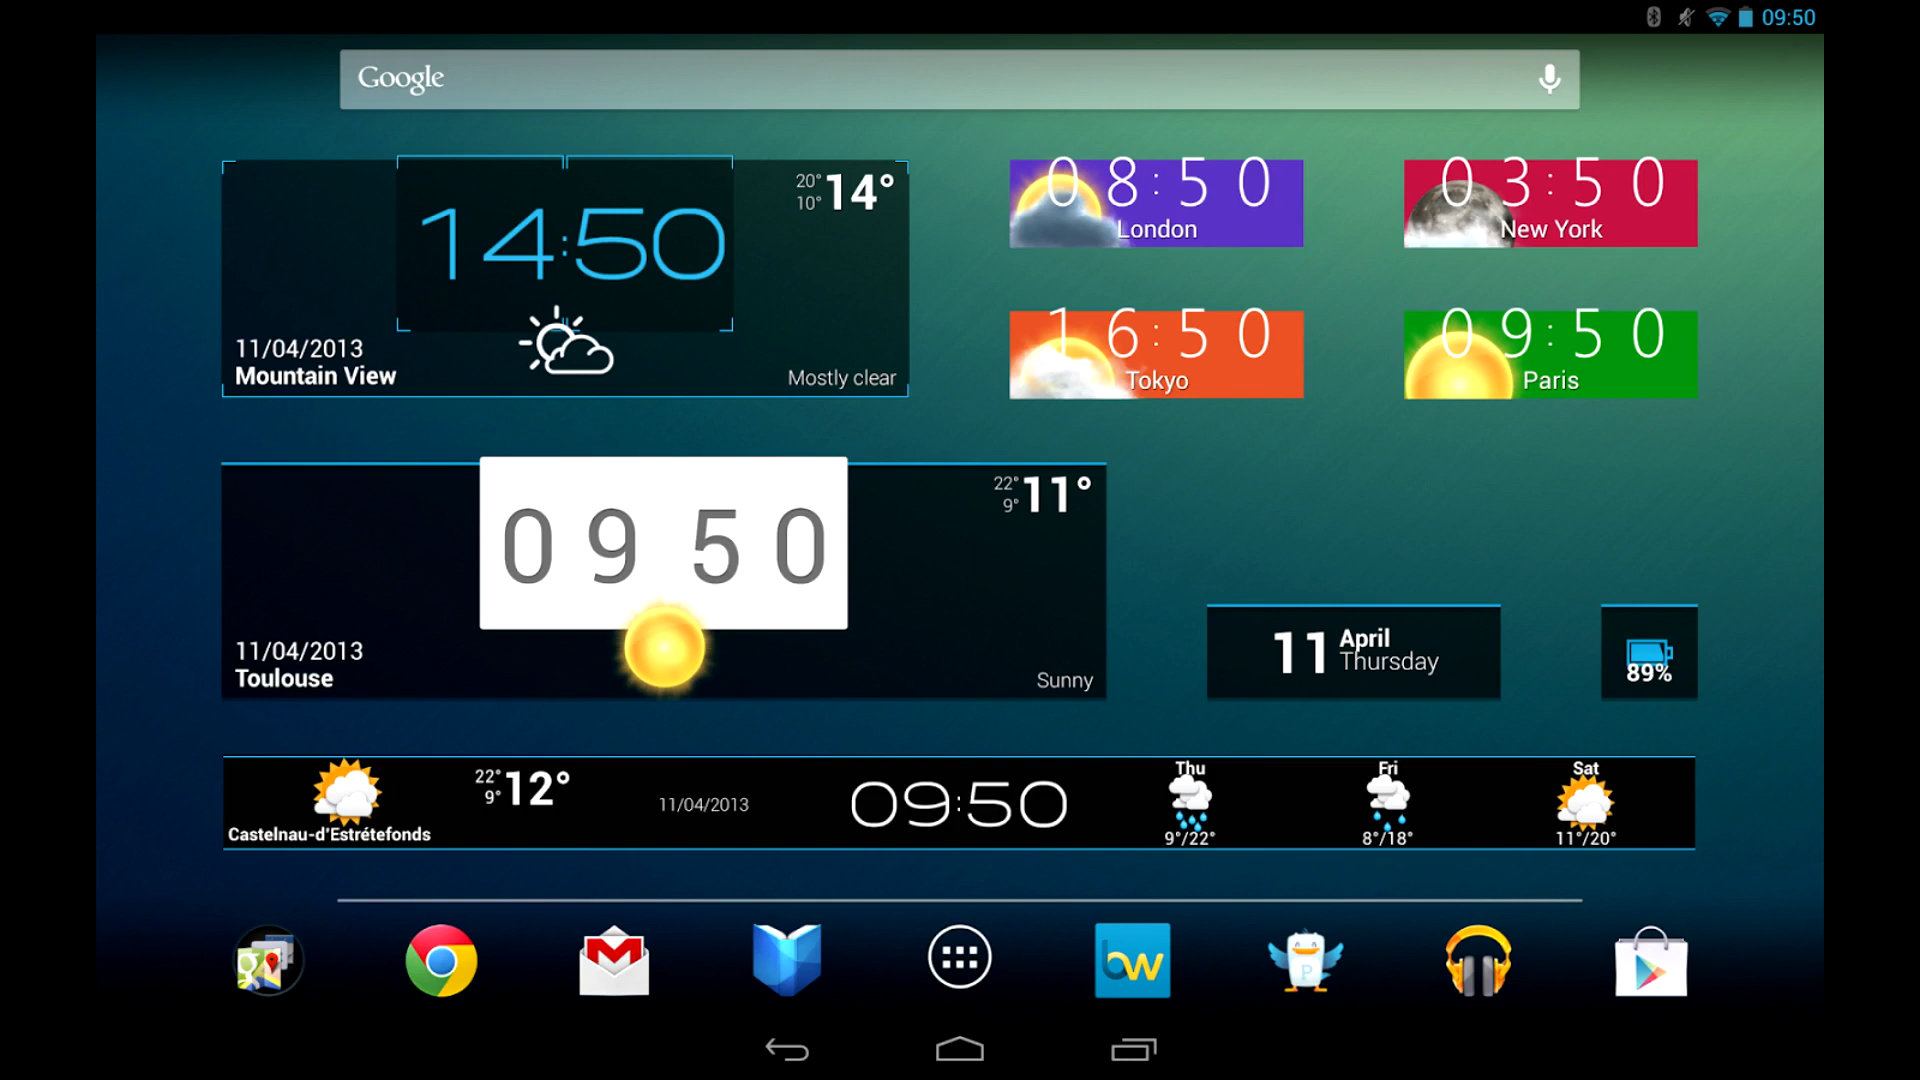 09:50
Google
14:50
20°
10°
14°
11/04/2013
Mountain View
Mostly clear
08:50
London
03:50
New York
16:50
Tokyo
09:50
Paris
09 50
22°
9°
11°
11/04/2013
Toulouse
Sunny
11
April
Thursday
89%
Castelnau-d'Estrétefonds
22°
9°
12°
11/04/2013
09:50
Thu
9°/22°
Fri
8°/18°
Sat
11°/20°
g
M
bw
P